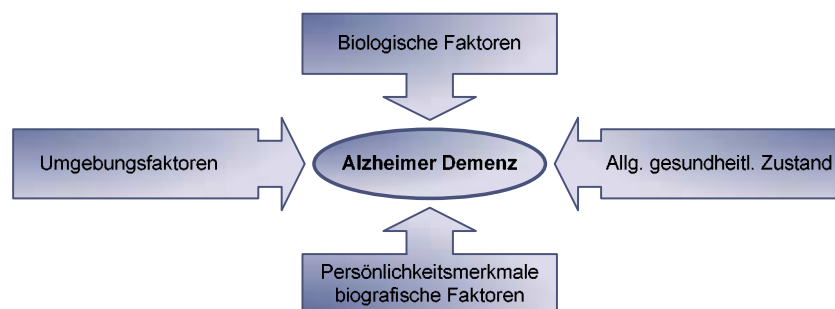 Biologische Faktoren
Umgebungsfaktoren
Alzheimer Demenz
Allg. gesundheitl. Zustand
Persönlichkeitsmerkmale
biografische Faktoren